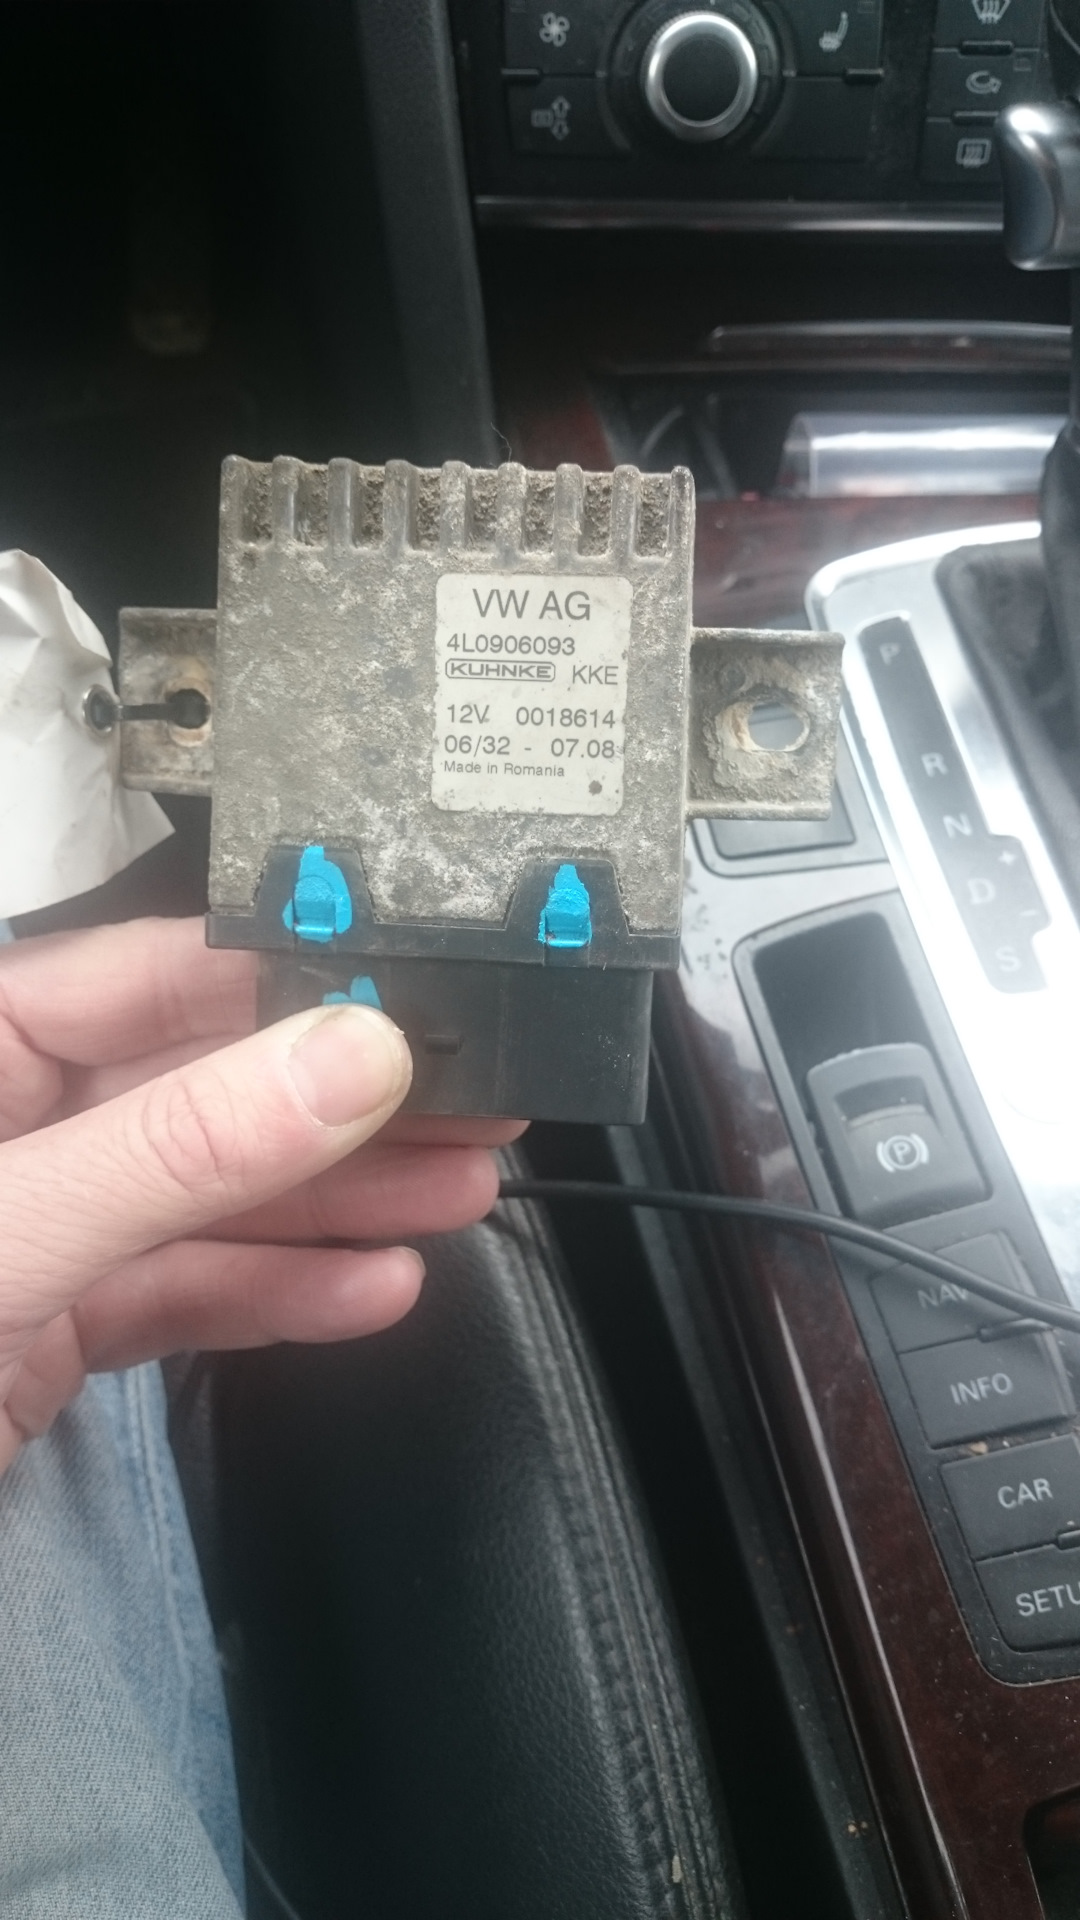 VW AG
4L0906093
KUHNKE KKE
12V 0018614
06/32 - 07.08
Made in Romania
P
R
N
+
D
-
S
P
NAV
INFO
CAR
SETU